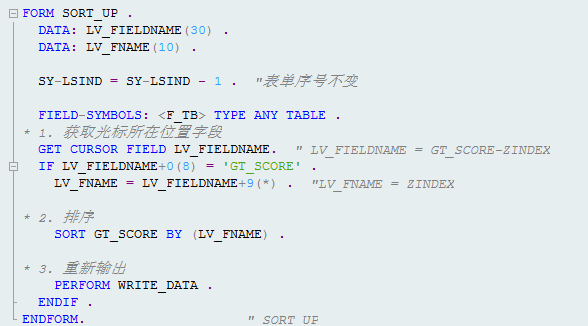 FORM SORT_UP .
DATA: LV_FIELDNAME(30) .
DATA: LV_FNAME(10) .
SY-LSIND = SY-LSIND - 1 . "表单序号不变
FIELD-SYMBOLS: <F_TB> TYPE ANY TABLE .
* 1. 获取光标所在位置字段
GET CURSOR FIELD LV_FIELDNAME. " LV_FIELDNAME = GT_SCORE-ZINDEX
IF LV_FIELDNAME+0(8) = 'GT_SCORE' .
LV_FNAME = LV_FIELDNAME+9(*) . "LV_FNAME = ZINDEX
* 2. 排序
SORT GT_SCORE BY (LV_FNAME) .
* 3. 重新输出
PERFORM WRITE_DATA .
ENDIF .
ENDFORM. " SORT_UP